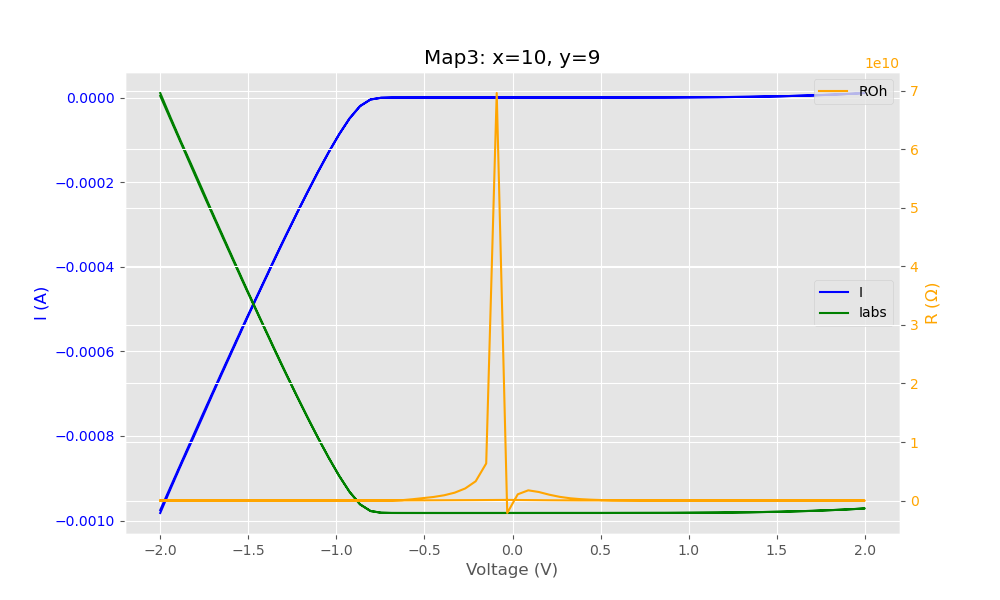 Map3: x=10, y=9
1e10
0.0000
−0.0002
−0.0004
−0.0006
−0.0008
−0.0010
I (A)
7
6
5
4
3
2
1
0
R (Ω)
ROh
I
Iabs
−2.0
−1.5
−1.0
−0.5
0.0
0.5
1.0
1.5
2.0
Voltage (V)